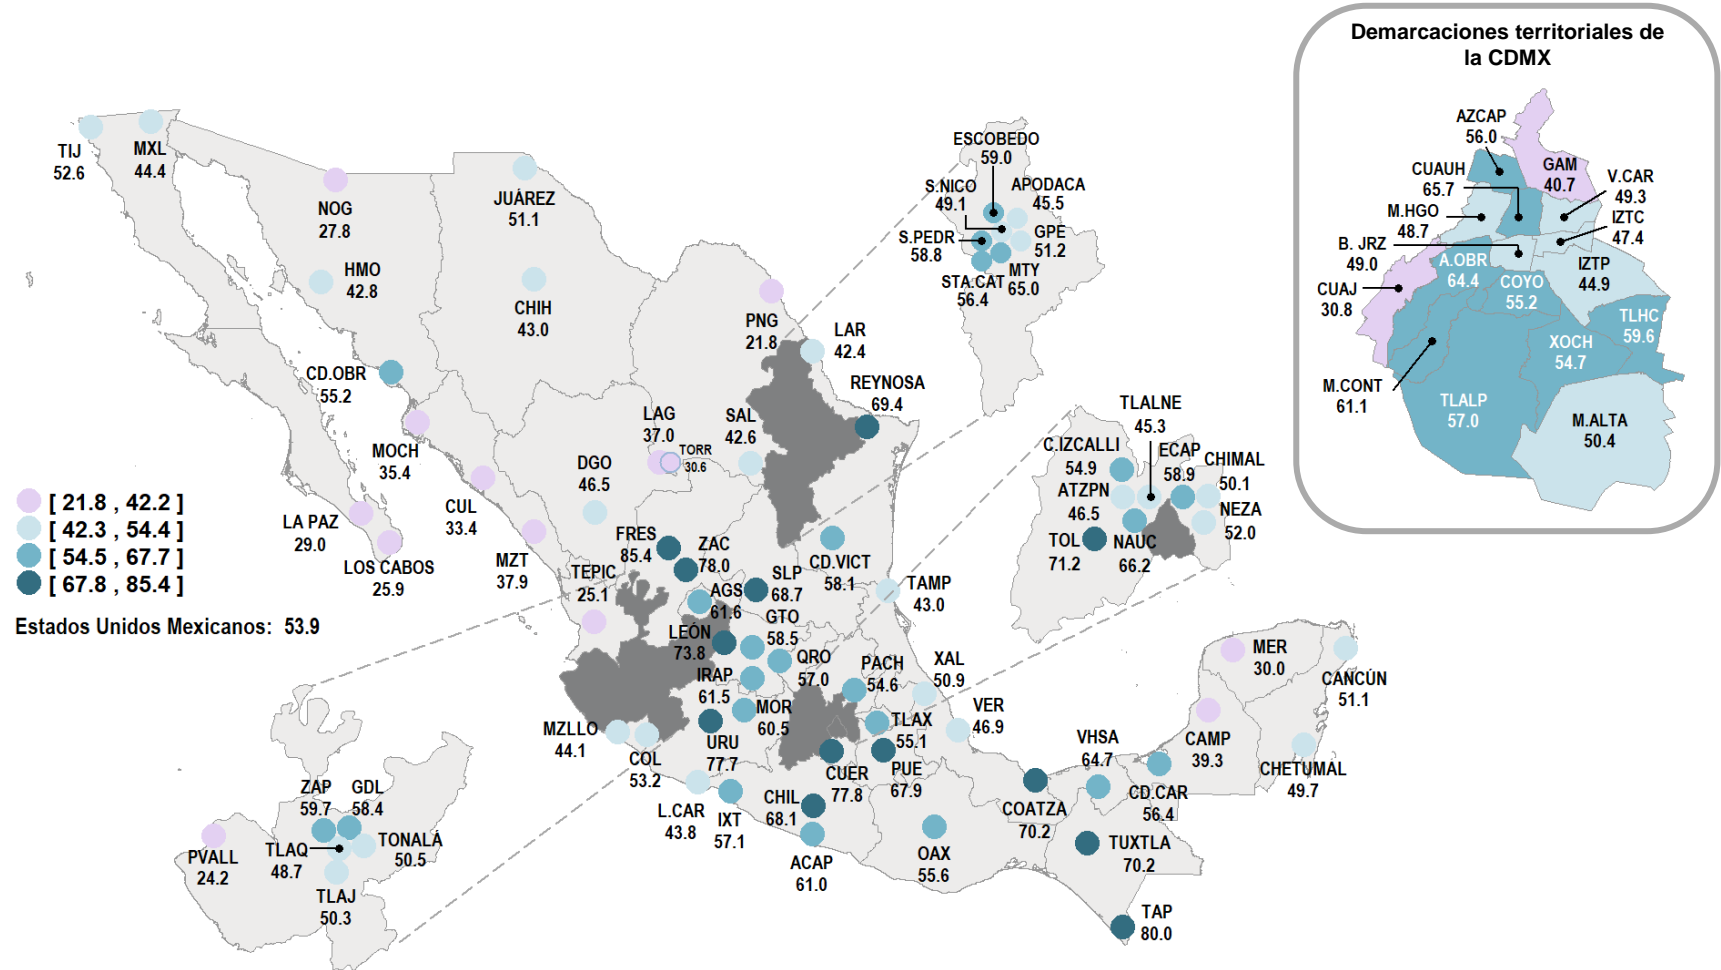 Demarcaciones territoriales de
la CDMX
AZCAP
56.0
CUAUH
65.7
GAM
40.7
V.CAR
49.3
M.HGO
48.7
IZTC
47.4
B. JRZ
49.0
A.OBR
64.4
IZTP
44.9
COYO
55.2
CUAJ
30.8
TLHC
59.6
XOCH
54.7
M.CONT
61.1
TLALP
57.0
M.ALTA
50.4
TIJ
52.6
MXL
44.4
NOG
27.8
JUÁREZ
51.1
HMO
42.8
CHIH
43.0
CD.OBR
55.2
MOCH
35.4
LA PAZ
29.0
LOS CABOS
25.9
CUL
33.4
MZT
37.9
DGO
46.5
LAG
37.0
TORR
30.6
SAL
42.6
PNG
21.8
LAR
42.4
REYNOSA
69.4
ESCOBEDO
59.0
S.NICO
49.1
APODACA
45.5
S.PEDR
58.8
GPE
51.2
STA.CAT
56.4
MTY
65.0
TLALNE
45.3
C.IZCALLI
54.9
ECAP
58.9
CHIMAL
50.1
ATZPN
46.5
NEZA
52.0
TOL
71.2
NAUC
66.2
[ 21.8 , 42.2 ]
[ 42.3 , 54.4 ]
[ 54.5 , 67.7 ]
[ 67.8 , 85.4 ]
Estados Unidos Mexicanos: 53.9
FRES
85.4
ZAC
78.0
TEPIC
25.1
AGS
61.6
SLP
68.7
CD.VICT
58.1
TAMP
43.0
LEÓN
73.8
GTO
58.5
IRAP
61.5
QRO
57.0
PACH
54.6
XAL
50.9
MOR
60.5
MZLLO
44.1
COL
53.2
URU
77.7
TLAX
55.1
VER
46.9
CUER
77.8
PUE
67.9
L.CAR
43.8
IXT
57.1
CHIL
68.1
ACAP
61.0
OAX
55.6
COATZA
70.2
VHSA
64.7
CD.CAR
56.4
TUXTLA
70.2
TAP
80.0
MER
30.0
CANCÚN
51.1
CAMP
39.3
CHETUMAL
49.7
ZAP
59.7
GDL
58.4
PVALL
24.2
TLAQ
48.7
TONALÁ
50.5
TLAJ
50.3